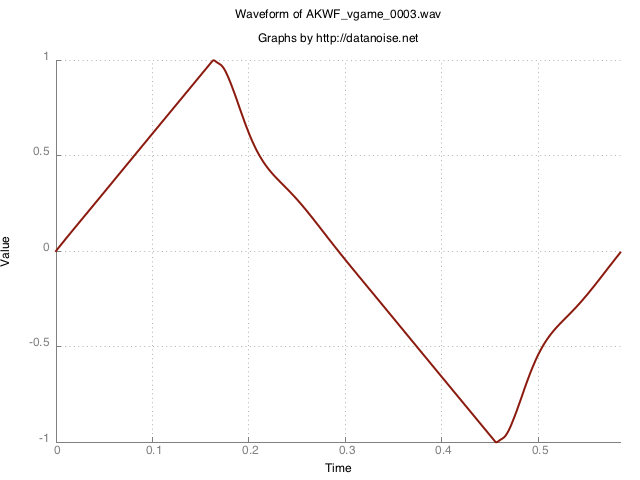 Waveform of AKWF_vgame_0003.wav
Graphs by http://datanoise.net
1
0.5
0
-0.5
-1
Value
0 0.1 0.2 0.3 0.4 0.5
Time